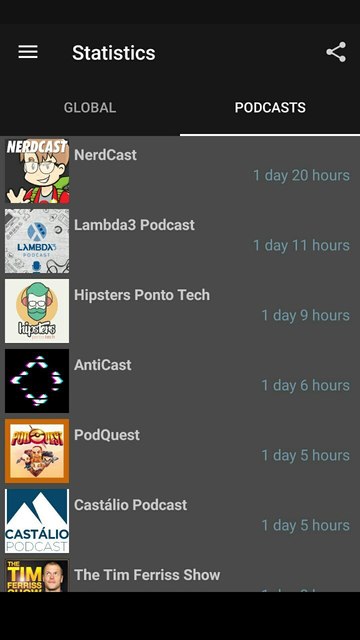 Statistics
GLOBAL
PODCASTS
NERDCAST
NerdCast
1 day 20 hours
LAMBDA3
PODCAST
Lambda3 Podcast
1 day 11 hours
hipsters
Hipsters Ponto Tech
1 day 9 hours
AntiCast
1 day 6 hours
PODQUEST
PodQuest
1 day 5 hours
CASTÁLIO
PODCAST
Castálio Podcast
1 day 5 hours
THE
TIM
FERRISS
SHOW
The Tim Ferriss Show